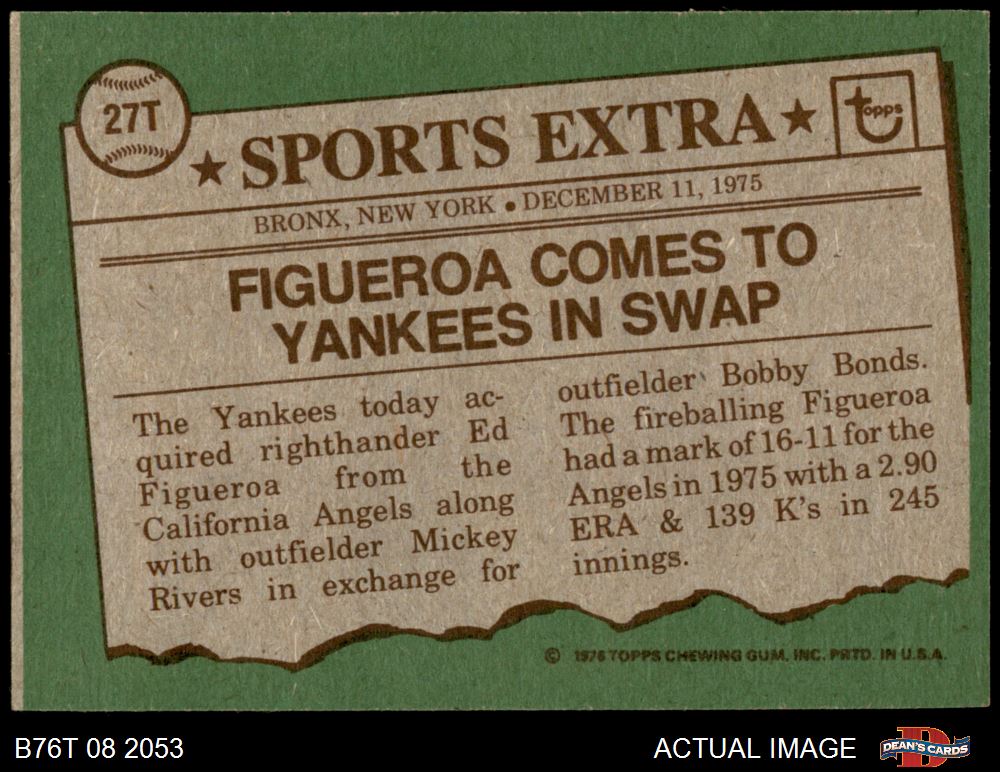 27T
★ SPORTS EXTRA ★
topps
BRONX, NEW YORK • DECEMBER 11, 1975
FIGUEROA COMES TO
YANKEES IN SWAP
The Yankees today ac-
quired righthander Ed
Figueroa from the
California Angels along
with outfielder Mickey
Rivers in exchange for
outfielder Bobby Bonds.
The fireballing Figueroa
had a mark of 16-11 for the
Angels in 1975 with a 2.90
ERA & 139 K's in 245
innings.
© 1976 TOPPS CHEWING GUM, INC. PRTD. IN U.S.A.
B76T 08 2053
ACTUAL IMAGE
DEAN'S CARDS